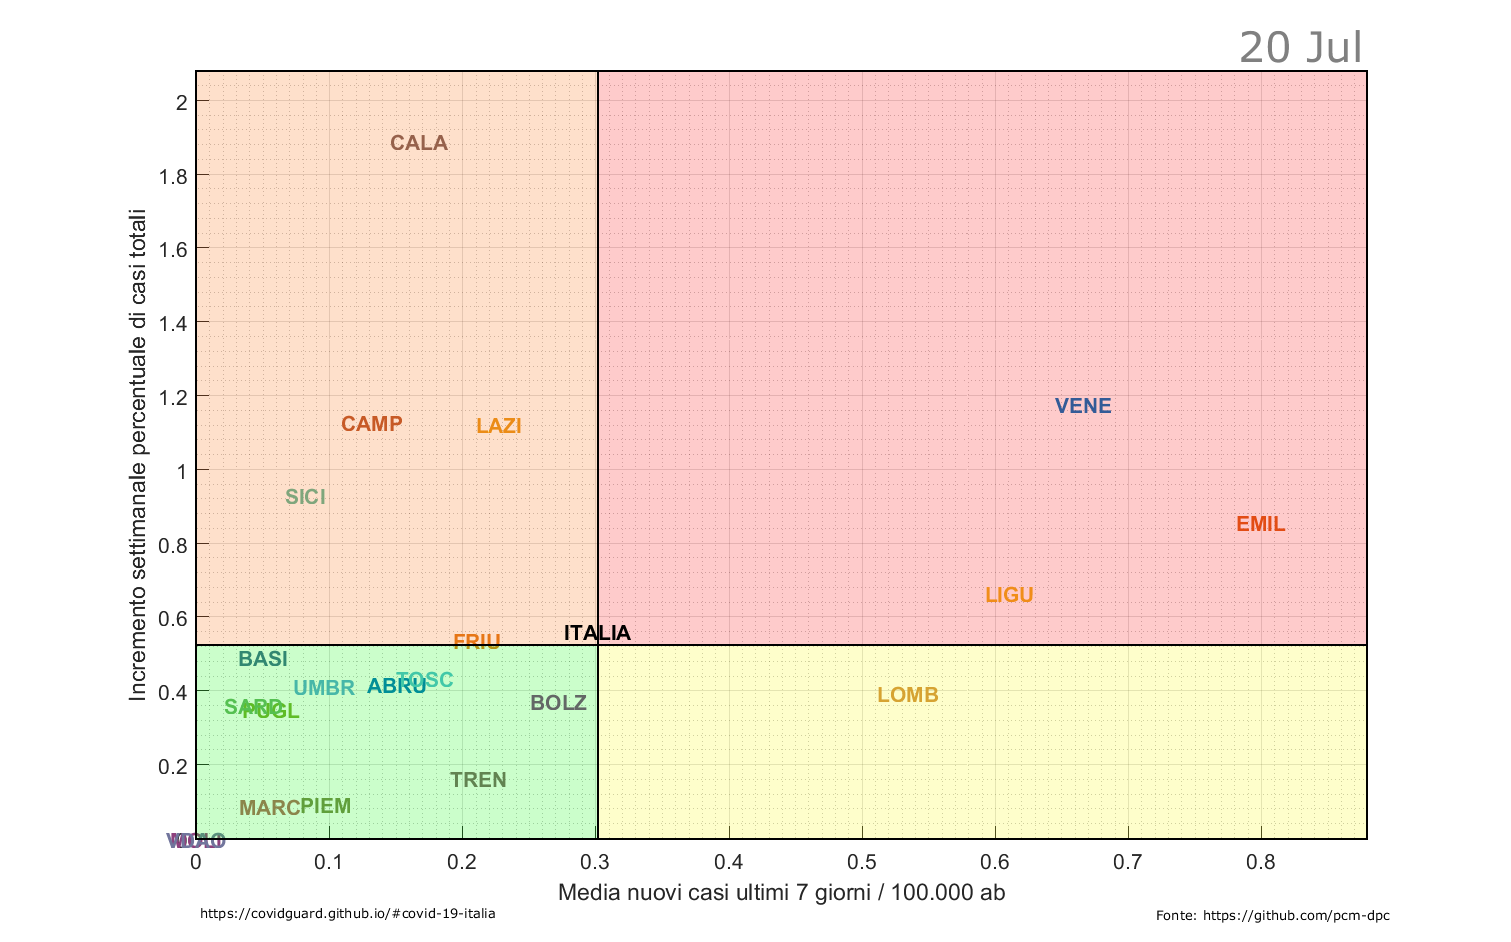 20 Jul
2
CALA
1.8
1.6
1.4
1.2
VENE
CAMP
LAZI
1
SICI
EMIL
0.8
LIGU
0.6
ITALIA
FRIU
BASI
TOSC
UMBR
ABRU
0.4
LOMB
BOLZ
SARD
PUGL
TREN
0.2
MARC
PIEM
0 0.1 0.2 0.3 0.4 0.5 0.6 0.7 0.8
Incremento settimanale percentuale di casi totali
Media nuovi casi ultimi 7 giorni / 100.000 ab
https://covidguard.github.io/#covid-19-italia
Fonte: https://github.com/pcm-dpc